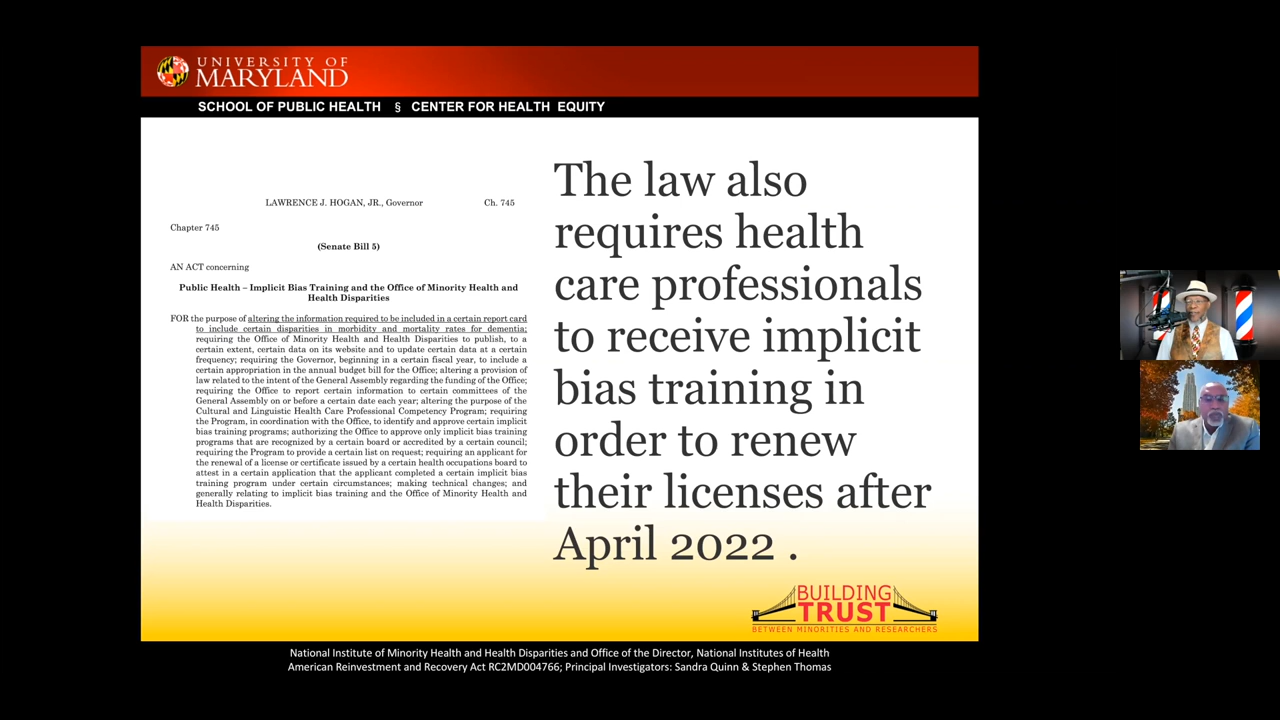 UNIVERSITY OF
MARYLAND
SCHOOL OF PUBLIC HEALTH § CENTER FOR HEALTH EQUITY
LAWRENCE J. HOGAN, JR., Governor Ch. 745
Chapter 745
(Senate Bill 5)
AN ACT concerning
Public Health – Implicit Bias Training and the Office of Minority Health and
Health Disparities
FOR the purpose of altering the information required to be included in a certain report card
to include certain disparities in morbidity and mortality rates for dementia;
requiring the Office of Minority Health and Health Disparities to publish, to a
certain extent, certain data on its website and to update certain data at a certain
frequency; requiring the Governor, beginning in a certain fiscal year, to include a
certain appropriation in the annual budget bill for the Office; altering a provision of
law related to the intent of the General Assembly regarding the funding of the Office;
requiring the Office to report certain information to certain committees of the
General Assembly on or before a certain date each year; altering the purpose of the
Cultural and Linguistic Health Care Professional Competency Program; requiring
the Program, in coordination with the Office, to identify and approve certain implicit
bias training programs; authorizing the Office to approve only implicit bias training
programs that are recognized by a certain board or accredited by a certain council;
requiring the Program to provide a certain list on request; requiring an applicant for
the renewal of a license or certificate issued by a certain health occupations board to
attest in a certain application that the applicant completed a certain implicit bias
training program under certain circumstances; making technical changes; and
generally relating to implicit bias training and the Office of Minority Health and
Health Disparities.
The law also
requires health
care professionals
to receive implicit
bias training in
order to renew
their licenses after
April 2022 .
BUILDING
TRUST
BETWEEN MINORITIES AND RESEARCHERS
National Institute of Minority Health and Health Disparities and Office of the Director, National Institutes of Health
American Reinvestment and Recovery Act RC2MD004766; Principal Investigators: Sandra Quinn & Stephen Thomas